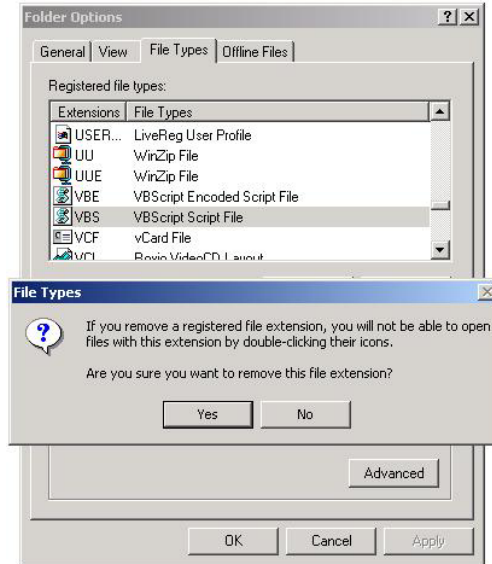 Folder Options
General View File Types Offline Files
Registered file types:
Extensions File Types
USER... LiveReg User Profile
UU WinZip File
UUE WinZip File
VBE VBScript Encoded Script File
VBS VBScript Script File
VCF vCard File
VCL Roxio VideoCD Layout
File Types
If you remove a registered file extension, you will not be able to open
files with this extension by double-clicking their icons.
Are you sure you want to remove this file extension?
Yes No
Advanced
OK Cancel Apply